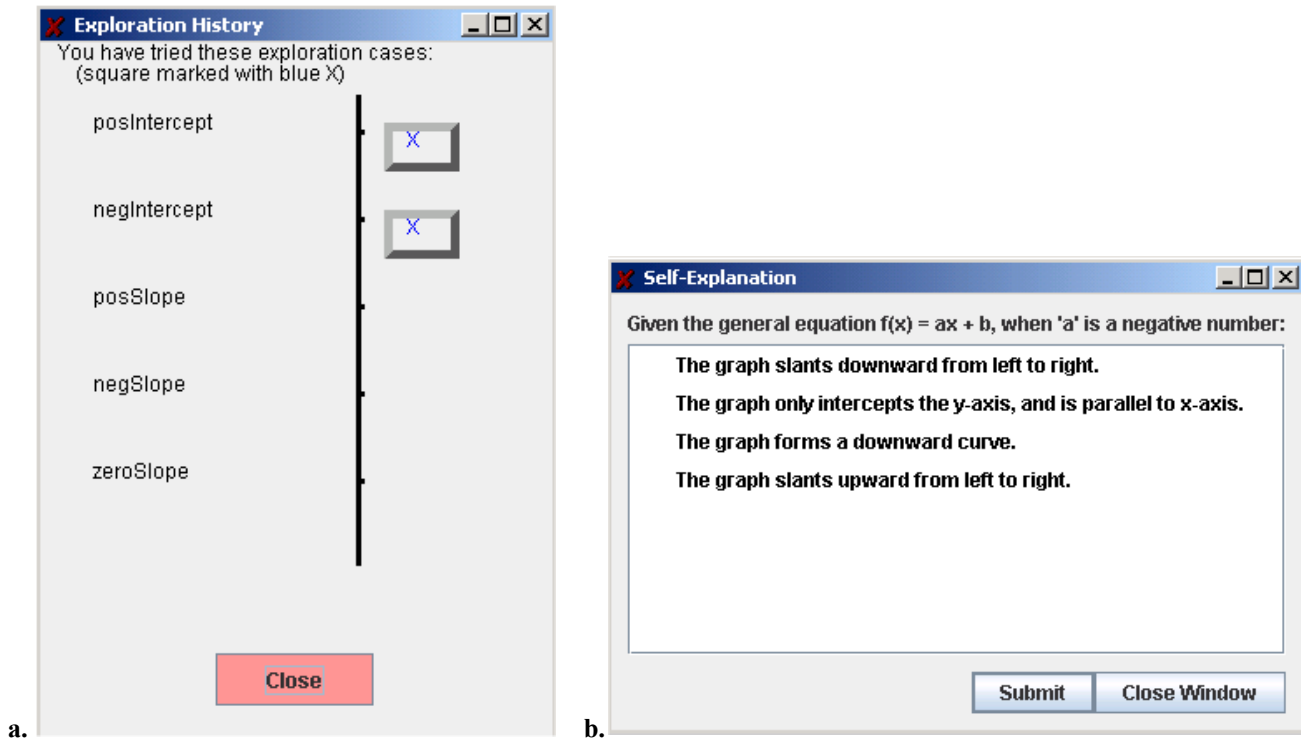 Exploration History
You have tried these exploration cases:
(square marked with blue X)
posIntercept
X
negIntercept
X
posSlope
negSlope
zeroSlope
Close
a.
Self-Explanation
Given the general equation f(x) = ax + b, when 'a' is a negative number:
The graph slants downward from left to right.
The graph only intercepts the y-axis, and is parallel to x-axis.
The graph forms a downward curve.
The graph slants upward from left to right.
Submit
Close Window
b.